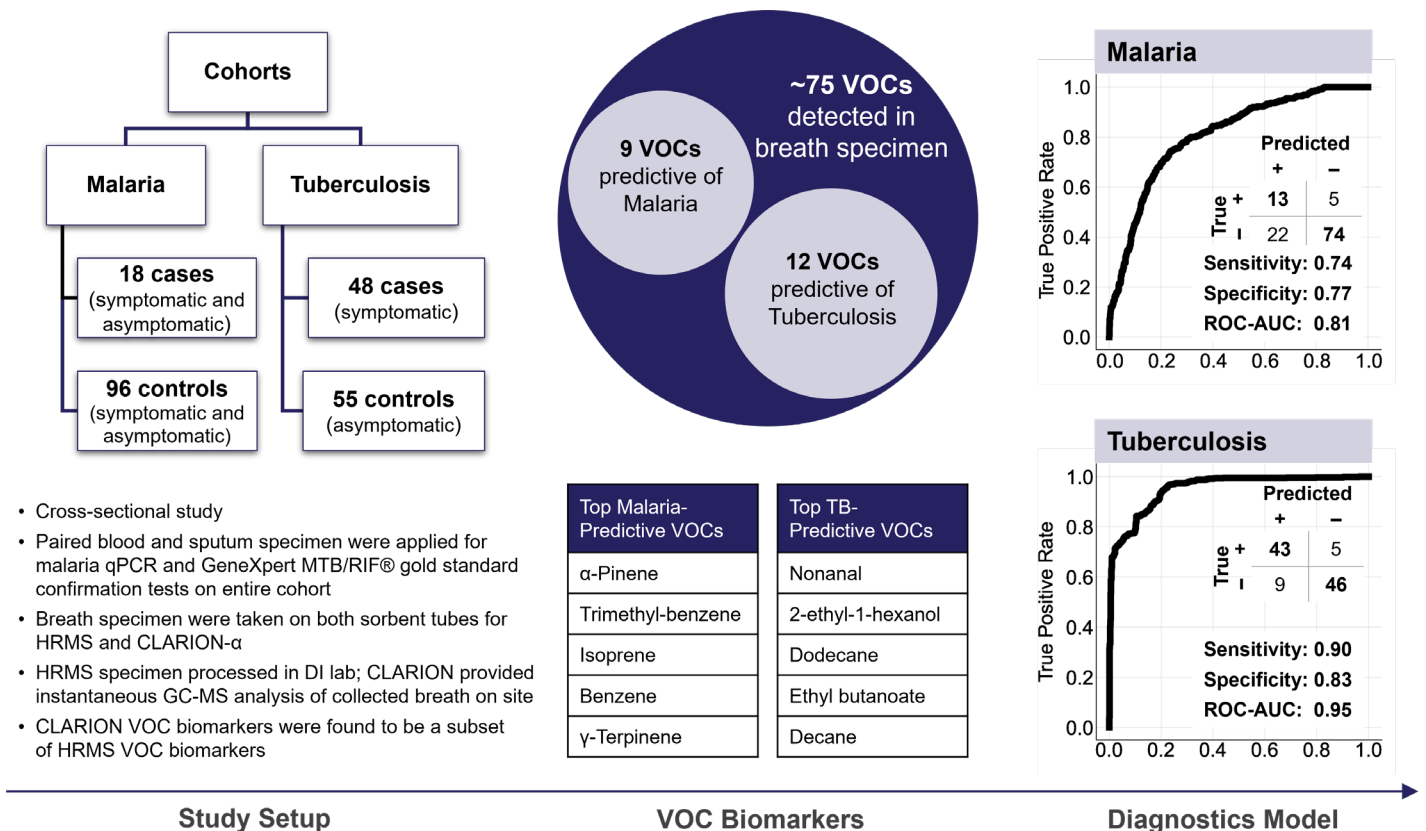 Cohorts
Malaria
Tuberculosis
18 cases
(symptomatic and
asymptomatic)
48 cases
(symptomatic)
96 controls
(symptomatic and
asymptomatic)
55 controls
(asymptomatic)
• Cross-sectional study
• Paired blood and sputum specimen were applied for
malaria qPCR and GeneXpert MTB/RIF® gold standard
confirmation tests on entire cohort
• Breath specimen were taken on both sorbent tubes for
HRMS and CLARION-α
• HRMS specimen processed in DI lab; CLARION provided
instantaneous GC-MS analysis of collected breath on site
• CLARION VOC biomarkers were found to be a subset
of HRMS VOC biomarkers
Study Setup
~75 VOCs
detected in
breath specimen
9 VOCs
predictive of
Malaria
12 VOCs
predictive of
Tuberculosis
Top Malaria-
Predictive VOCs
α-Pinene
Trimethyl-benzene
Isoprene
Benzene
γ-Terpinene
Top TB-
Predictive VOCs
Nonanal
2-ethyl-1-hexanol
Dodecane
Ethyl butanoate
Decane
VOC Biomarkers
Malaria
True Positive Rate
1.0
0.8
0.6
0.4
0.2
0.0
0.0 0.2 0.4 0.6 0.8 1.0
Predicted
+ −
True
+ 13 5
− 22 74
Sensitivity: 0.74
Specificity: 0.77
ROC-AUC: 0.81
Tuberculosis
True Positive Rate
1.0
0.8
0.6
0.4
0.2
0.0
0.0 0.2 0.4 0.6 0.8 1.0
Predicted
+ −
True
+ 43 5
− 9 46
Sensitivity: 0.90
Specificity: 0.83
ROC-AUC: 0.95
Diagnostics Model